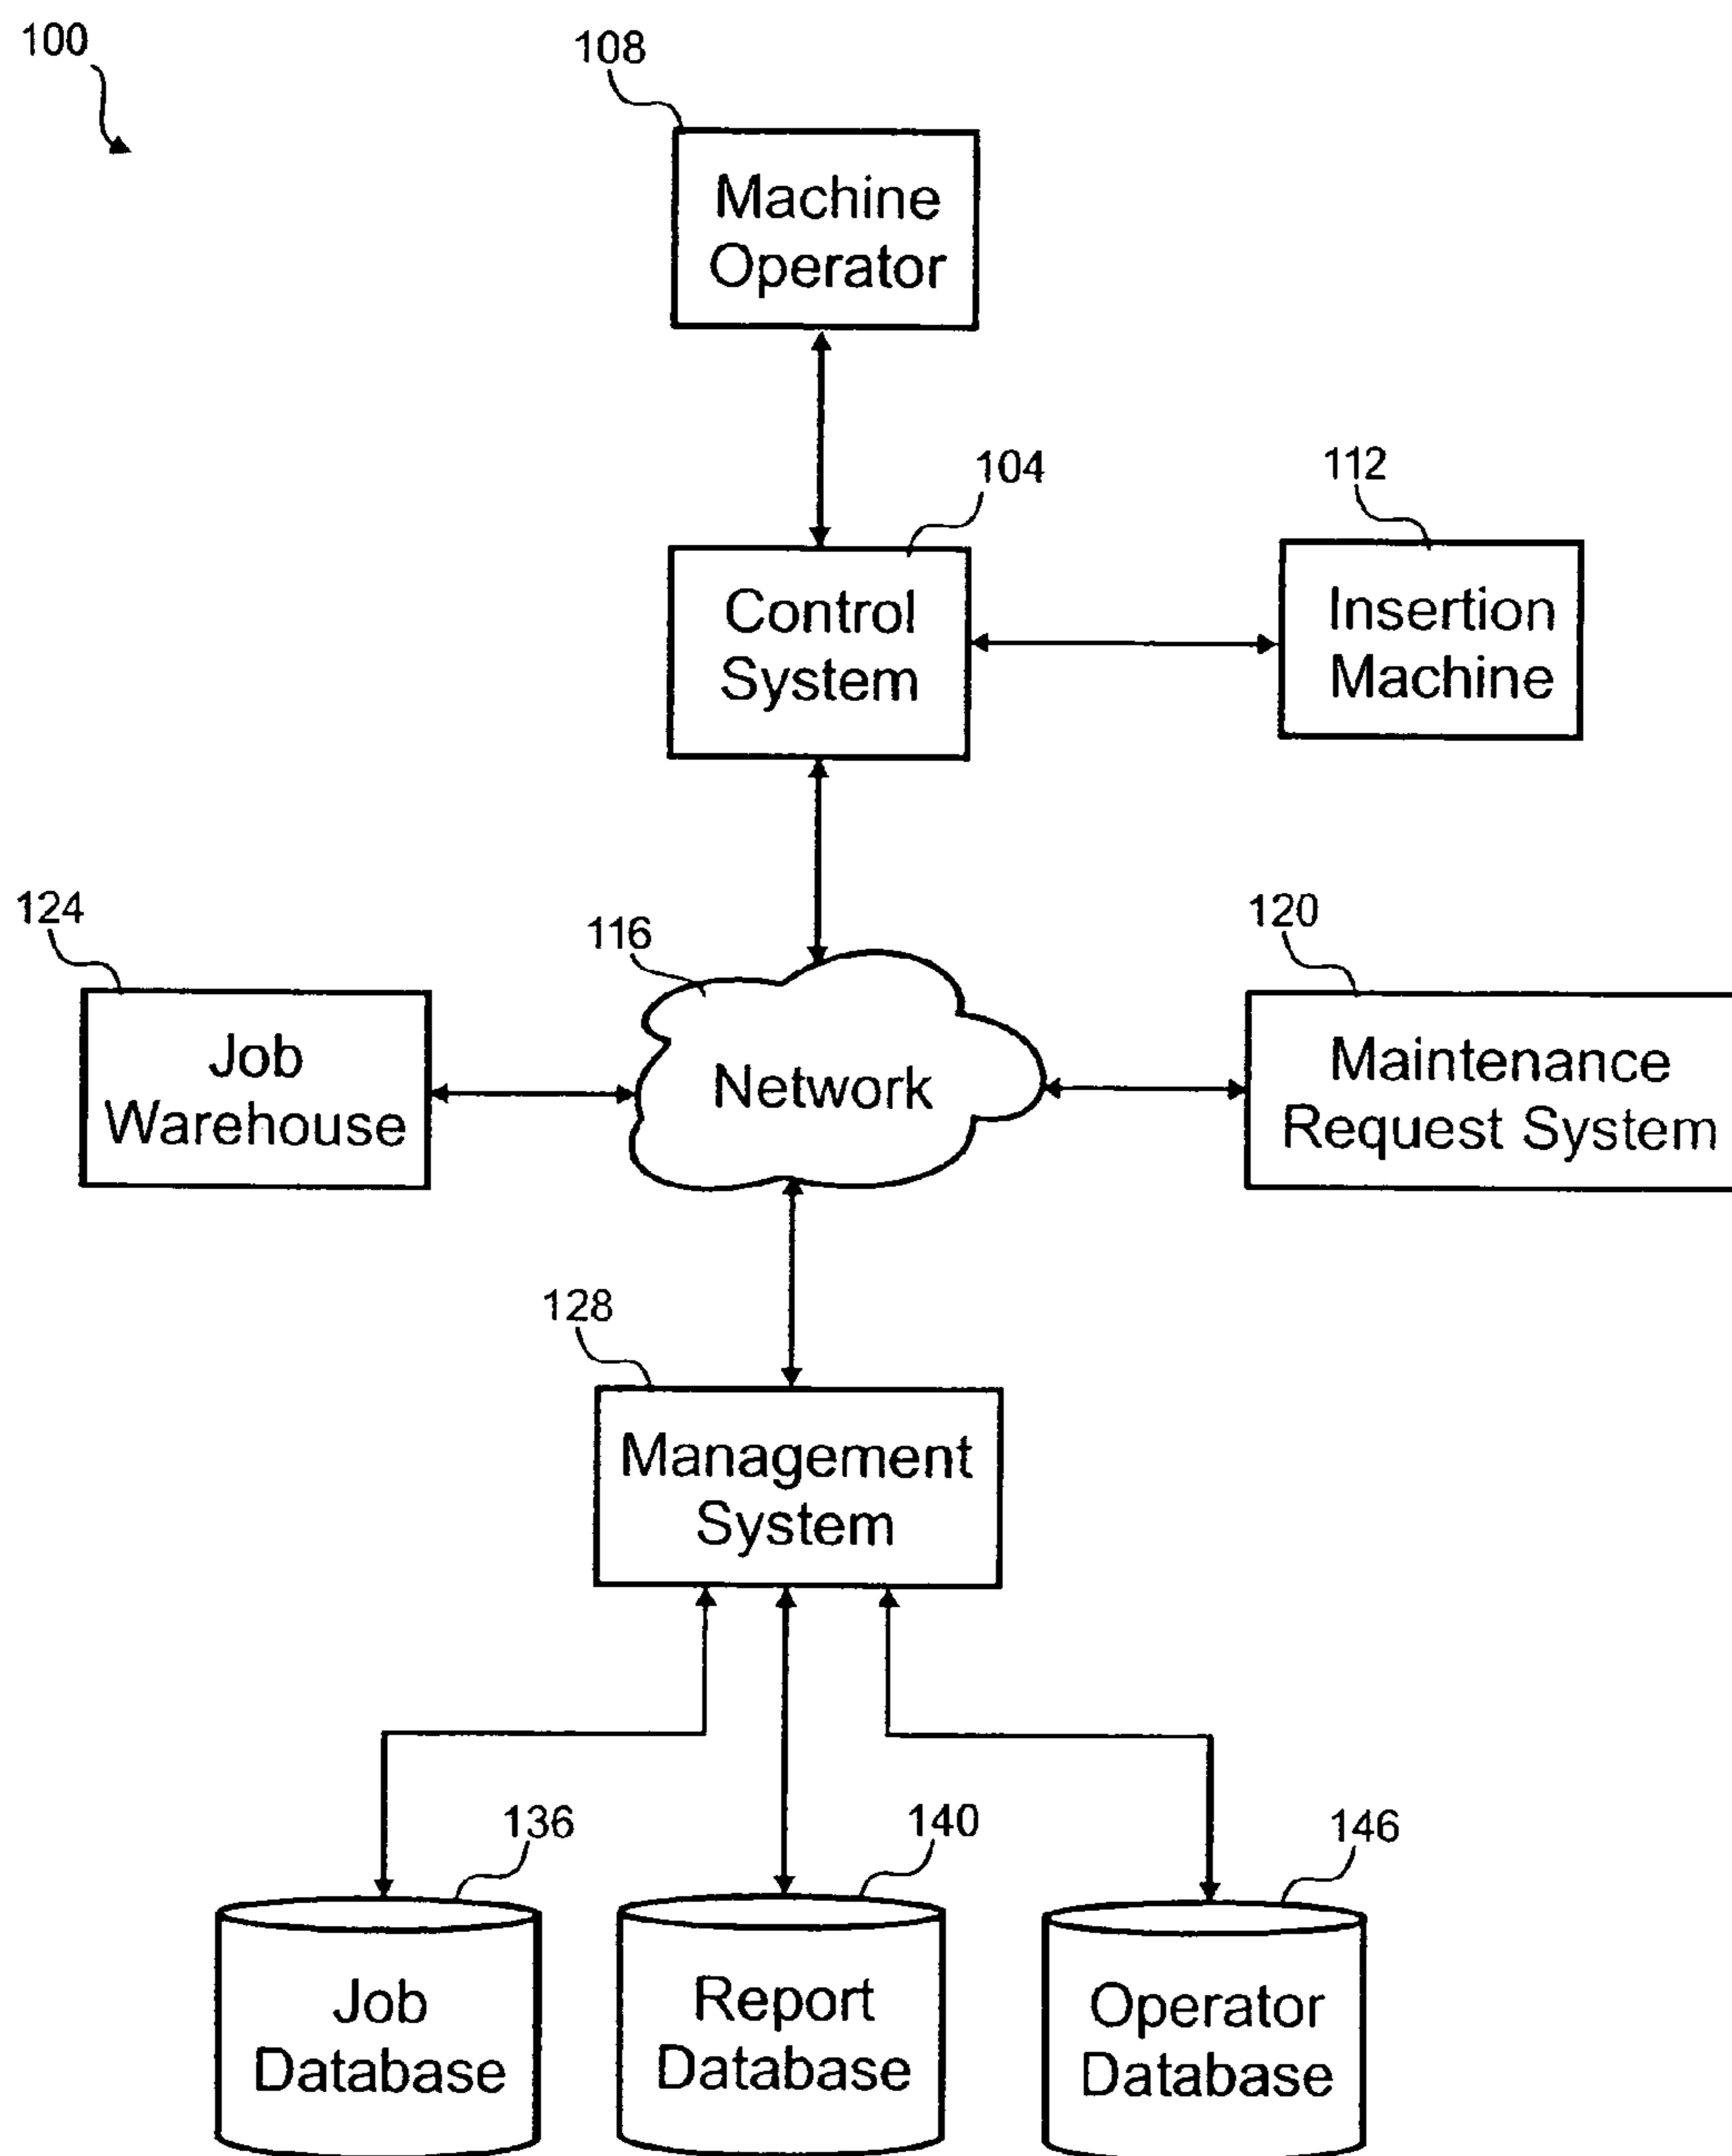 100
108
Machine
Operator
104
112
Control
System
Insertion
Machine
124
116
120
Job
Warehouse
Network
Maintenance
Request System
128
Management
System
136
140
146
Job
Database
Report
Database
Operator
Database